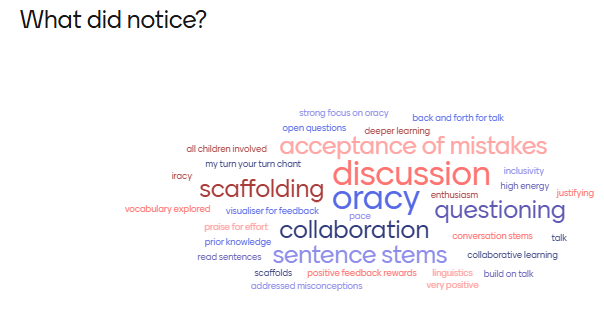 What did notice?
strong focus on oracy
back and forth for talk
open questions
deeper learning
all children involved
acceptance of mistakes
my turn your turn chant
discussion
inclusivity
iracy
scaffolding
high energy
oracy
enthusiasm
justifying
vocabulary explored
visualiser for feedback
pace
questioning
praise for effort
collaboration
conversation stems
talk
prior knowledge
read sentences
sentence stems
collaborative learning
scaffolds
positive feedback rewards
linguistics
build on talk
addressed misconceptions
very positive